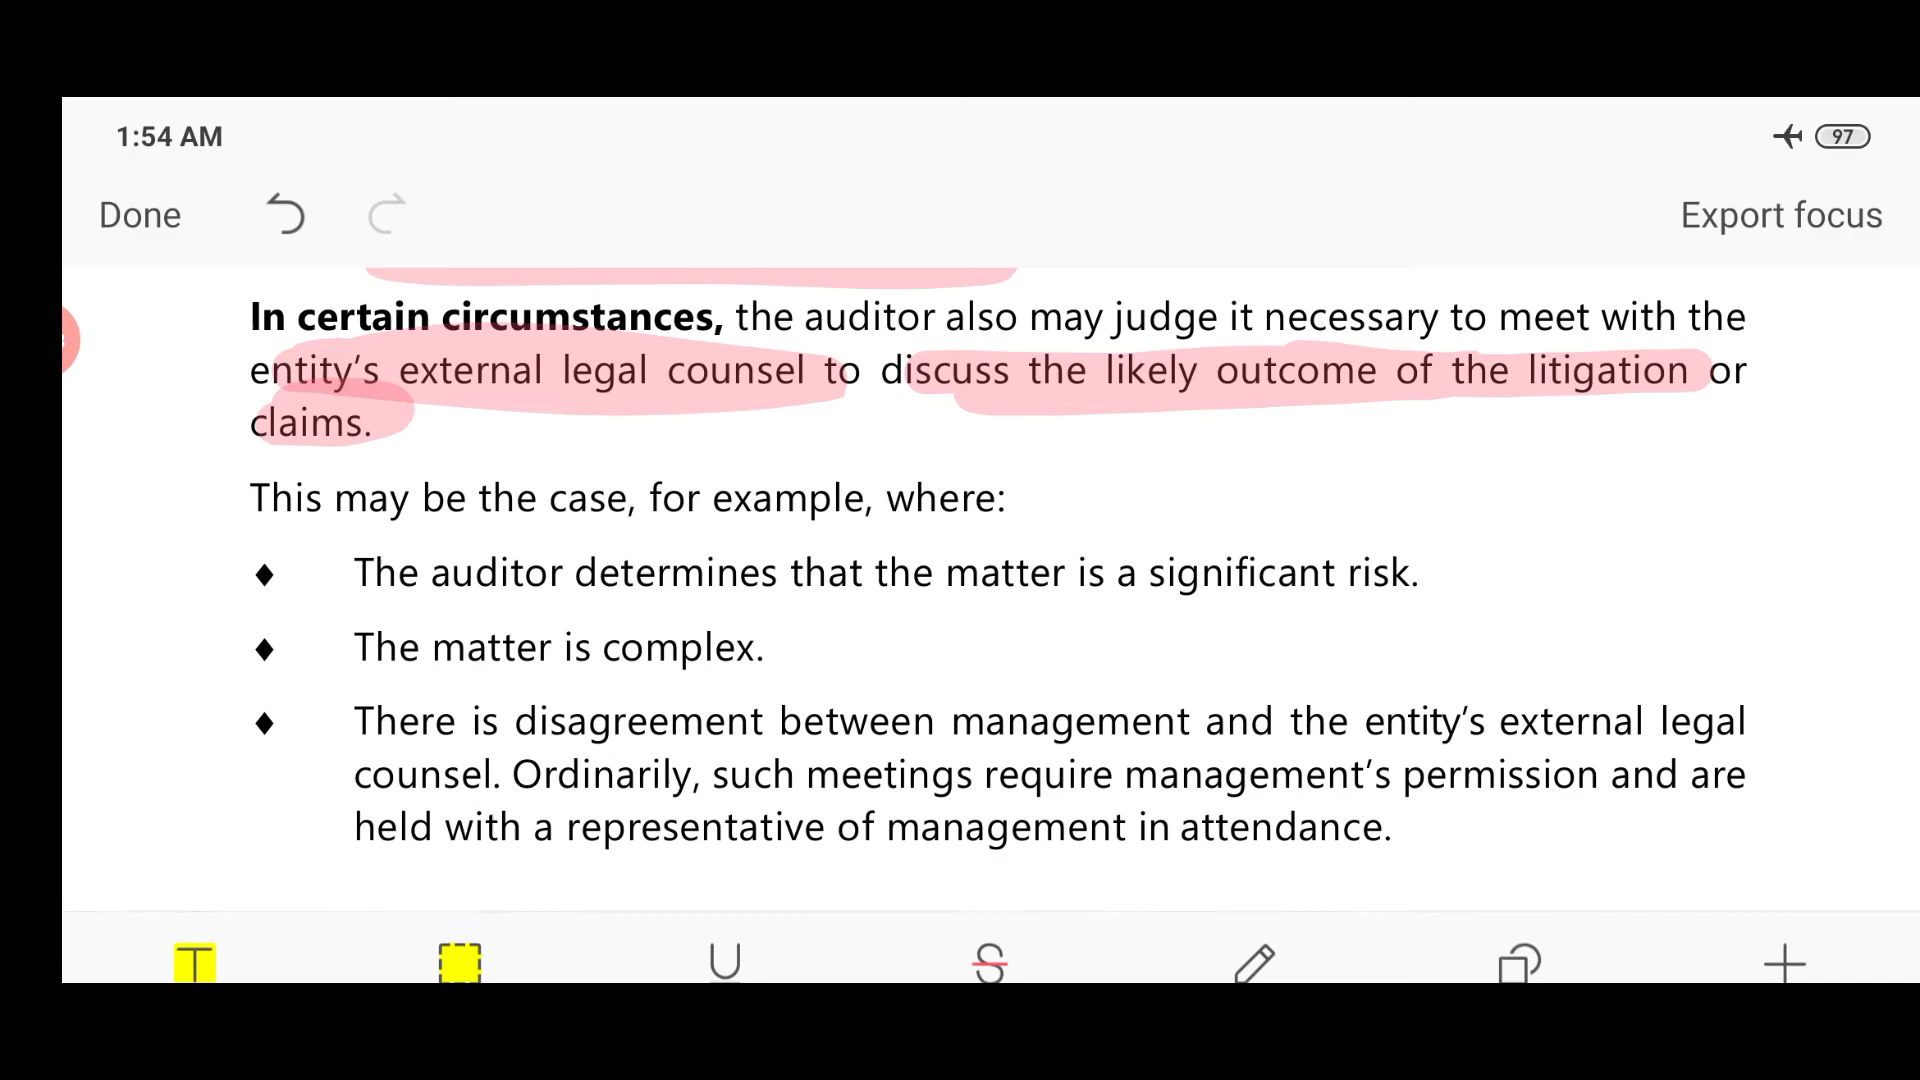 1:54 AM
97
Done
Export focus
In certain circumstances, the auditor also may judge it necessary to meet with the
entity’s external legal counsel to discuss the likely outcome of the litigation or
claims.
This may be the case, for example, where:
♦ The auditor determines that the matter is a significant risk.
♦ The matter is complex.
♦ There is disagreement between management and the entity’s external legal
counsel. Ordinarily, such meetings require management’s permission and are
held with a representative of management in attendance.
T
U
S